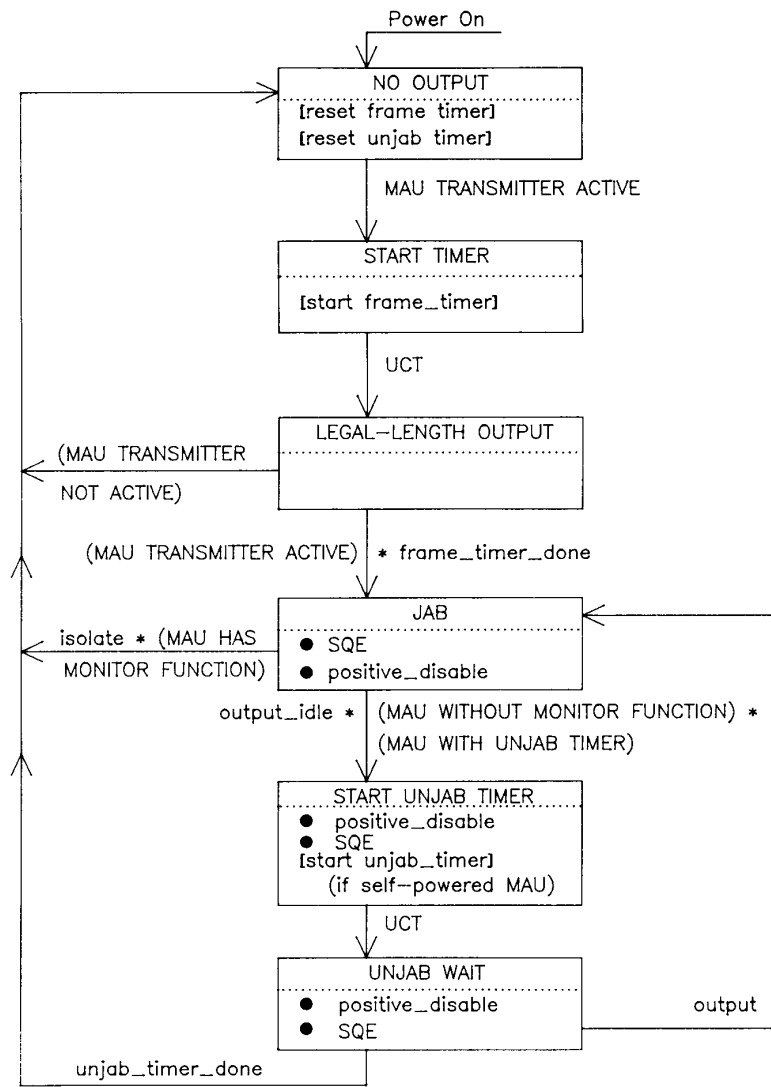 Power On
NO OUTPUT
[reset frame timer]
[reset unjab timer]
MAU TRANSMITTER ACTIVE
START TIMER
[start frame_timer]
UCT
LEGAL-LENGTH OUTPUT
(MAU TRANSMITTER
NOT ACTIVE)
(MAU TRANSMITTER ACTIVE) * frame_timer_done
JAB
isolate * (MAU HAS
MONITOR FUNCTION)
● SQE
● positive_disable
output_idle * (MAU WITHOUT MONITOR FUNCTION) *
(MAU WITH UNJAB TIMER)
START UNJAB TIMER
● positive_disable
● SQE
[start unjab_timer]
(if self-powered MAU)
UCT
UNJAB WAIT
● positive_disable
● SQE
output
unjab_timer_done